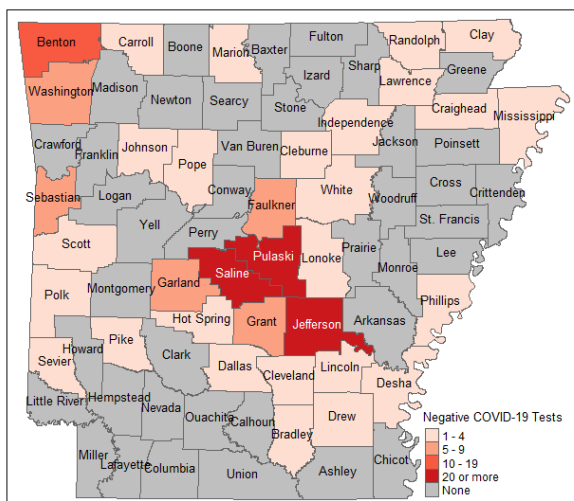 Benton
Carroll
Boone
Marion
Baxter
Fulton
Randolph
Clay
Sharp
Izard
Greene
Lawrence
Washington
Madison
Newton
Searcy
Stone
Craighead
Mississippi
Independence
Jackson
Poinsett
Crawford
Franklin
Johnson
Pope
Van Buren
Cleburne
Sebastian
Logan
Conway
Faulkner
White
Woodruff
Cross
Crittenden
St. Francis
Yell
Perry
Pulaski
Lonoke
Prairie
Lee
Monroe
Scott
Saline
Garland
Polk
Montgomery
Hot Spring
Grant
Jefferson
Arkansas
Phillips
Howard
Pike
Clark
Sevier
Dallas
Cleveland
Lincoln
Desha
Little River
Hempstead
Nevada
Ouachita
Calhoun
Bradley
Drew
Miller
Lafayette
Columbia
Union
Ashley
Chicot
Negative COVID-19 Tests
1 - 4
5 - 9
10 - 19
20 or more
None